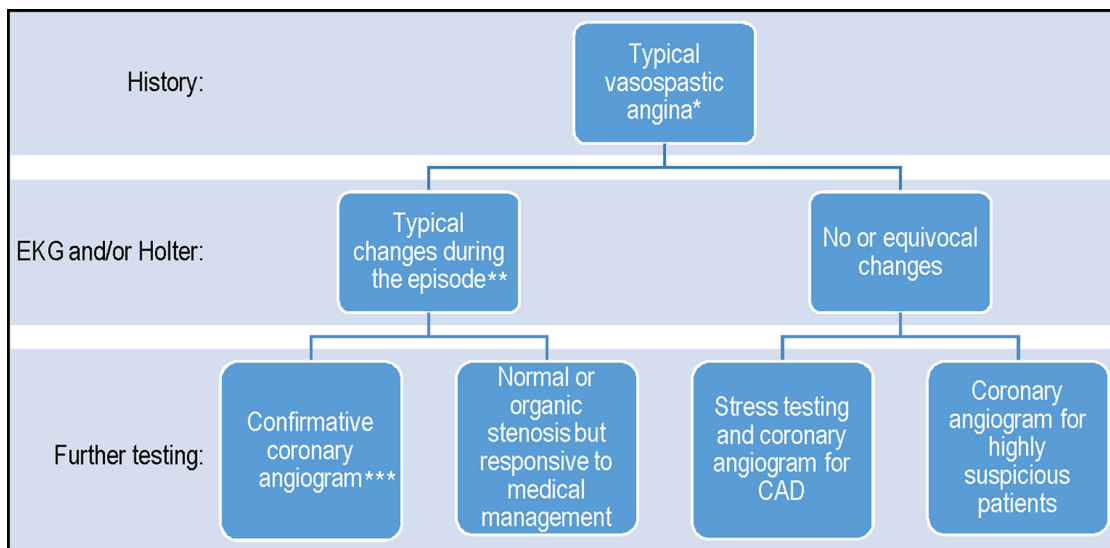 History:
Typical
vasospastic
angina*
EKG and/or Holter:
Typical
changes during
the episode**
No or equivocal
changes
Further testing:
Confirmative
coronary
angiogram***
Normal or
organic
stenosis but
responsive to
medical
management
Stress testing
and coronary
angiogram for
CAD
Coronary
angiogram for
highly
suspicious
patients